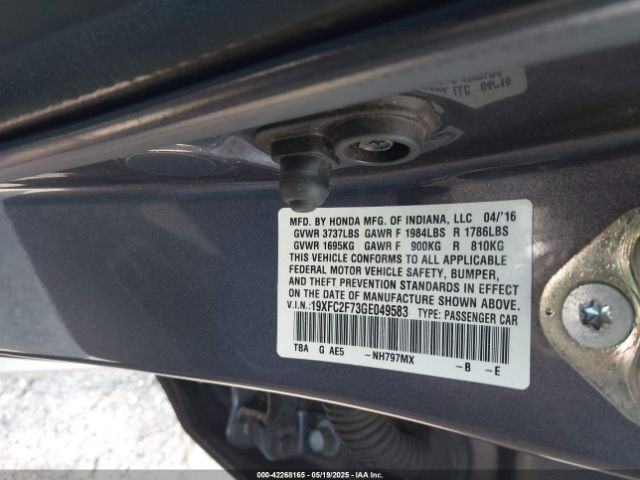 MFD. BY HONDA MFG. OF INDIANA, LLC 04/'16
GVWR 3737LBS GAWR F 1984LBS R 1786LBS
GVWR 1695KG GAWR F 900KG R 810KG
THIS VEHICLE CONFORMS TO ALL APPLICABLE
FEDERAL MOTOR VEHICLE SAFETY, BUMPER,
AND THEFT PREVENTION STANDARDS IN EFFECT
ON THE DATE OF MANUFACTURE SHOWN ABOVE.
V.I.N.:19XFC2F73GE049583 TYPE: PASSENGER CAR
TBA G AE5 -NH797MX -B -E
000-42268165 - 05/19/2025 - IAA Inc.